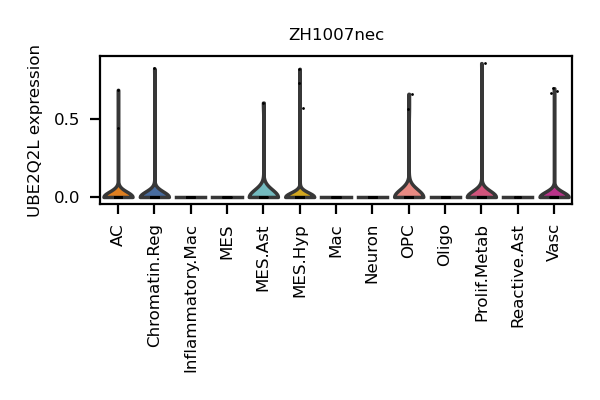 ZH1007nec
UBE2Q2L expression
0.5
0.0
AC
Chromatin.Reg
Inflammatory.Mac
MES
MES.Ast
MES.Hyp
Mac
Neuron
OPC
Oligo
Prolif.Metab
Reactive.Ast
Vasc